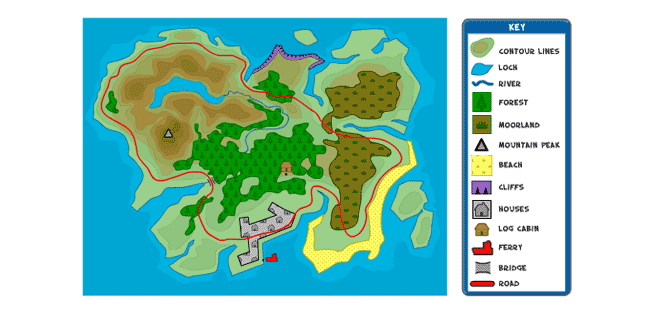 KEY
CONTOUR LINES
LOCH
RIVER
FOREST
MOORLAND
MOUNTAIN PEAK
BEACH
CLIFFS
HOUSES
LOG CABIN
FERRY
BRIDGE
ROAD